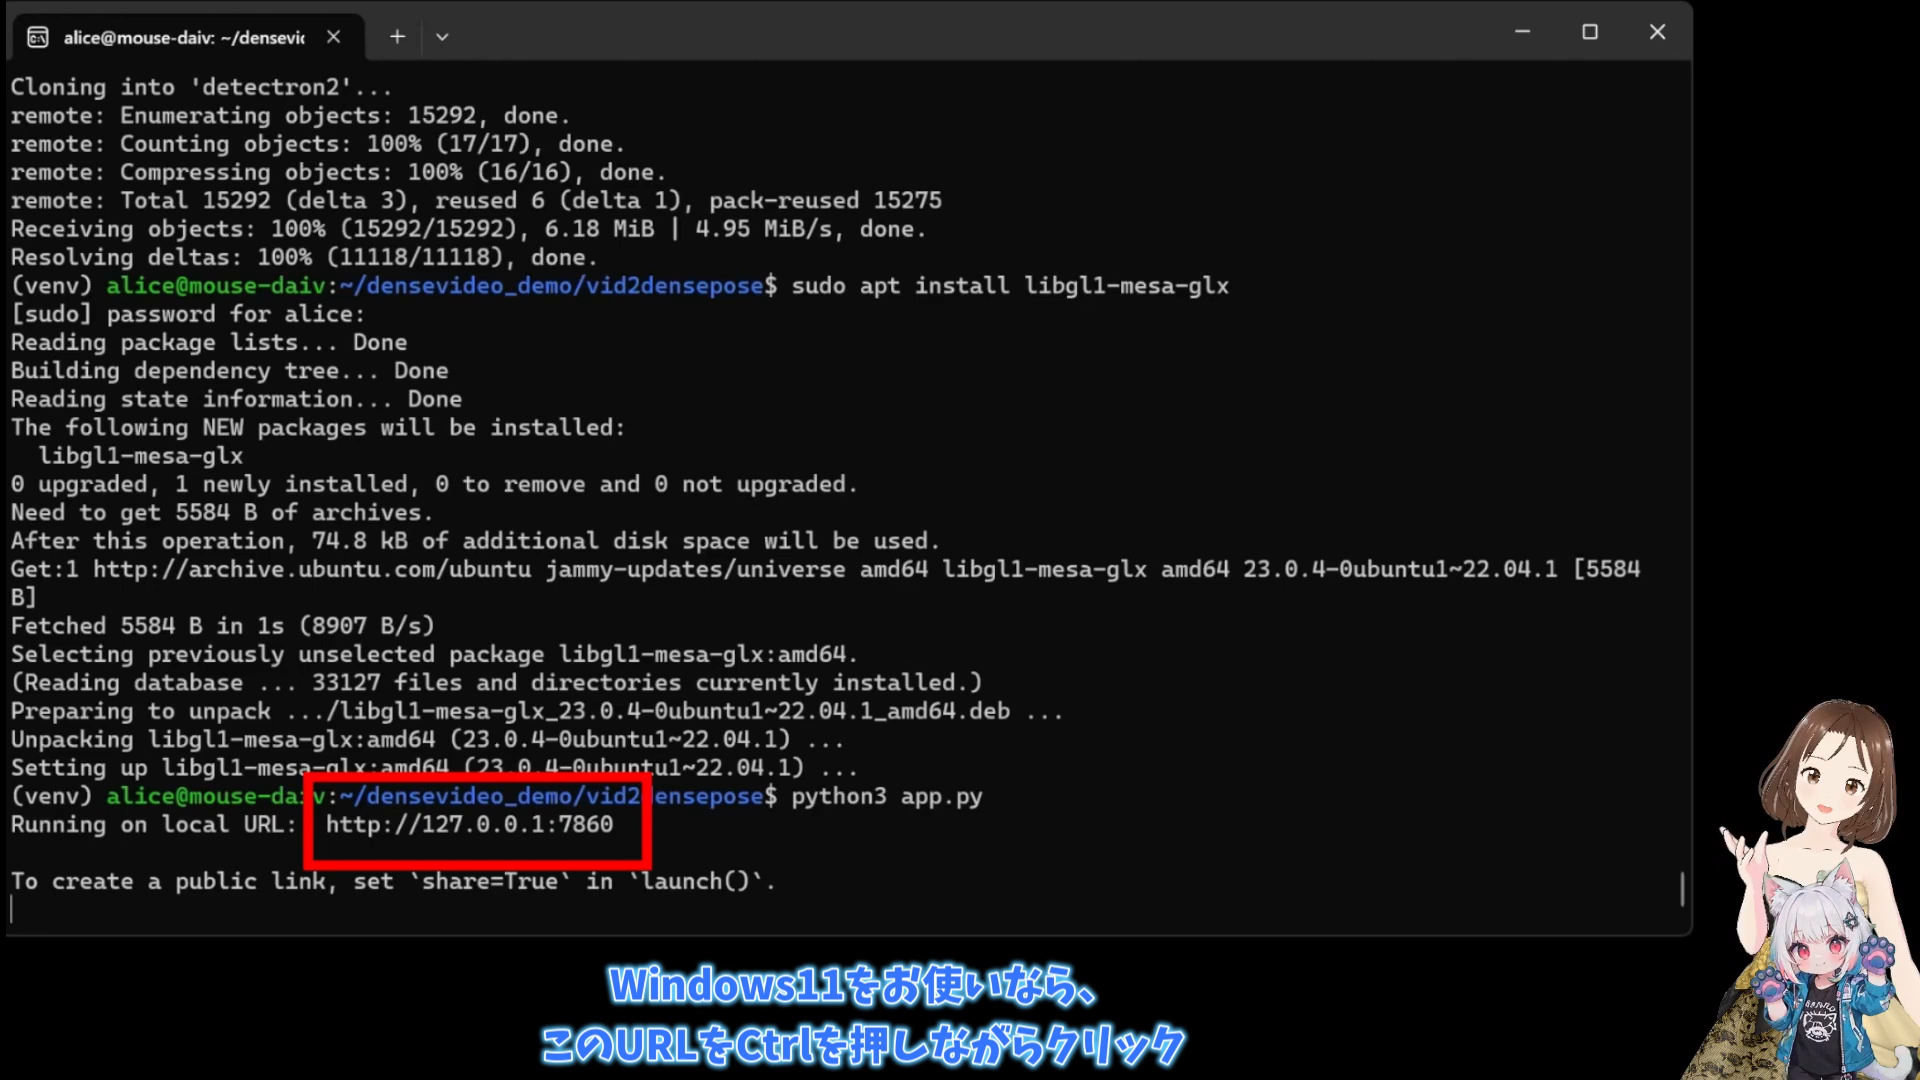 alice@mouse-daiv: ~/densevic
Cloning into 'detectron2'...
remote: Enumerating objects: 15292, done.
remote: Counting objects: 100% (17/17), done.
remote: Compressing objects: 100% (16/16), done.
remote: Total 15292 (delta 3), reused 6 (delta 1), pack-reused 15275
Receiving objects: 100% (15292/15292), 6.18 MiB | 4.95 MiB/s, done.
Resolving deltas: 100% (11118/11118), done.
(venv) alice@mouse-daiv:~/densevideo_demo/vid2densepose$ sudo apt install libgl1-mesa-glx
[sudo] password for alice:
Reading package lists... Done
Building dependency tree... Done
Reading state information... Done
The following NEW packages will be installed:
  libgl1-mesa-glx
0 upgraded, 1 newly installed, 0 to remove and 0 not upgraded.
Need to get 5584 B of archives.
After this operation, 74.8 kB of additional disk space will be used.
Get:1 http://archive.ubuntu.com/ubuntu jammy-updates/universe amd64 libgl1-mesa-glx amd64 23.0.4-0ubuntu1~22.04.1 [5584
B]
Fetched 5584 B in 1s (8907 B/s)
Selecting previously unselected package libgl1-mesa-glx:amd64.
(Reading database ... 33127 files and directories currently installed.)
Preparing to unpack .../libgl1-mesa-glx_23.0.4-0ubuntu1~22.04.1_amd64.deb ...
Unpacking libgl1-mesa-glx:amd64 (23.0.4-0ubuntu1~22.04.1) ...
Setting up libgl1-mesa-glx:amd64 (23.0.4-0ubuntu1~22.04.1) ...
(venv) alice@mouse-daiv:~/densevideo_demo/vid2densepose$ python3 app.py
Running on local URL:  http://127.0.0.1:7860
To create a public link, set `share=True` in `launch()`.
Windows11をお使いなら、
このURLをCtrlを押しながらクリック